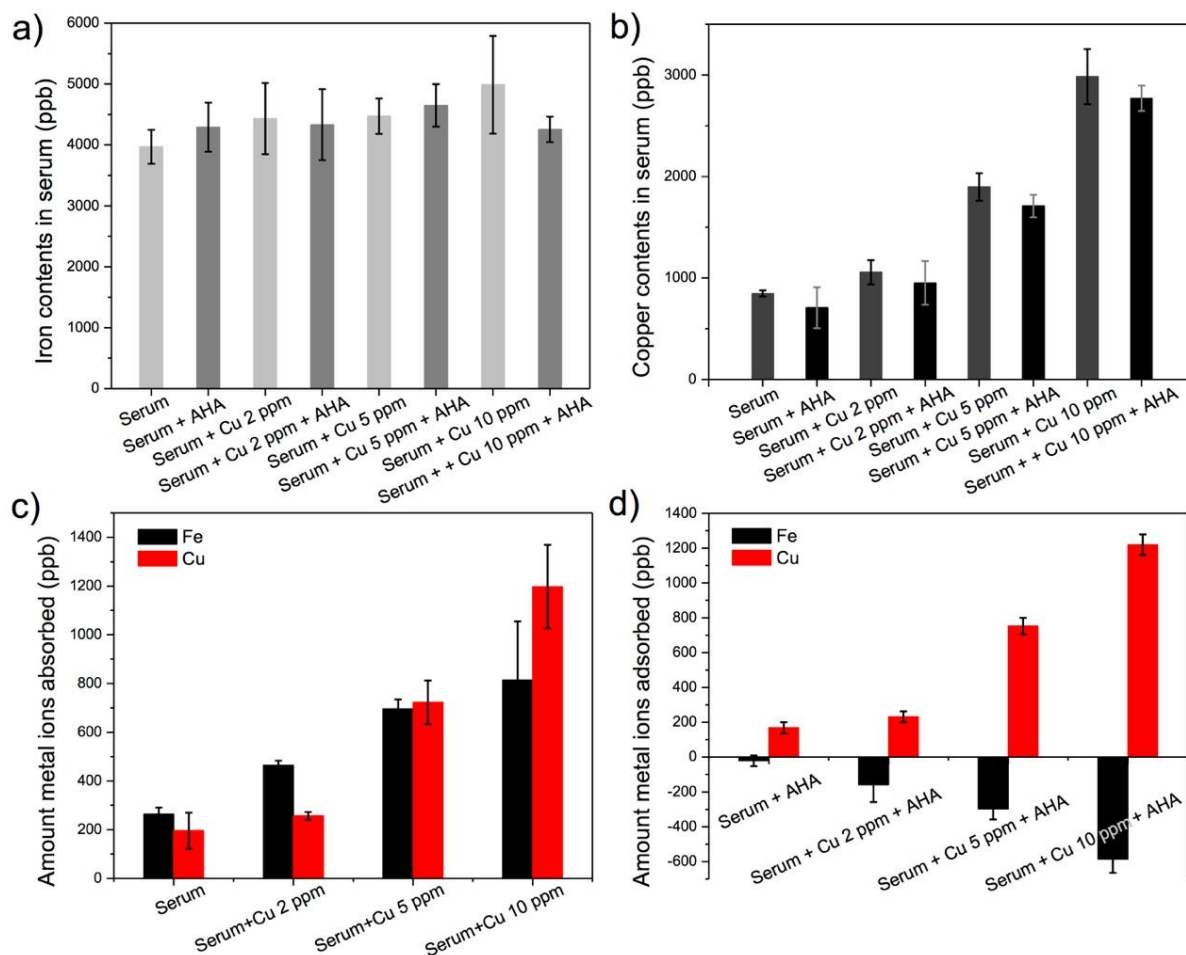 a)
Iron contents in serum (ppb)
6000
5000
4000
3000
2000
1000
0
Serum
Serum + AHA
Serum + Cu 2 ppm
Serum + Cu 2 ppm + AHA
Serum + Cu 5 ppm
Serum + Cu 5 ppm + AHA
Serum + Cu 10 ppm
Serum + + Cu 10 ppm + AHA
b)
Copper contents in serum (ppb)
3000
2000
1000
0
Serum
Serum + AHA
Serum + Cu 2 ppm
Serum + Cu 2 ppm + AHA
Serum + Cu 5 ppm
Serum + Cu 5 ppm + AHA
Serum + Cu 10 ppm
Serum + + Cu 10 ppm + AHA
c)
Amount metal ions absorbed (ppb)
1400
1200
1000
800
600
400
200
0
Fe
Cu
Serum
Serum+Cu 2 ppm
Serum+Cu 5 ppm
Serum+Cu 10 ppm
d)
Amount metal ions adsorbed (ppb)
1400
1200
1000
800
600
400
200
0
-200
-400
-600
Fe
Cu
Serum + AHA
Serum + Cu 2 ppm + AHA
Serum + Cu 5 ppm + AHA
Serum + Cu 10 ppm + AHA